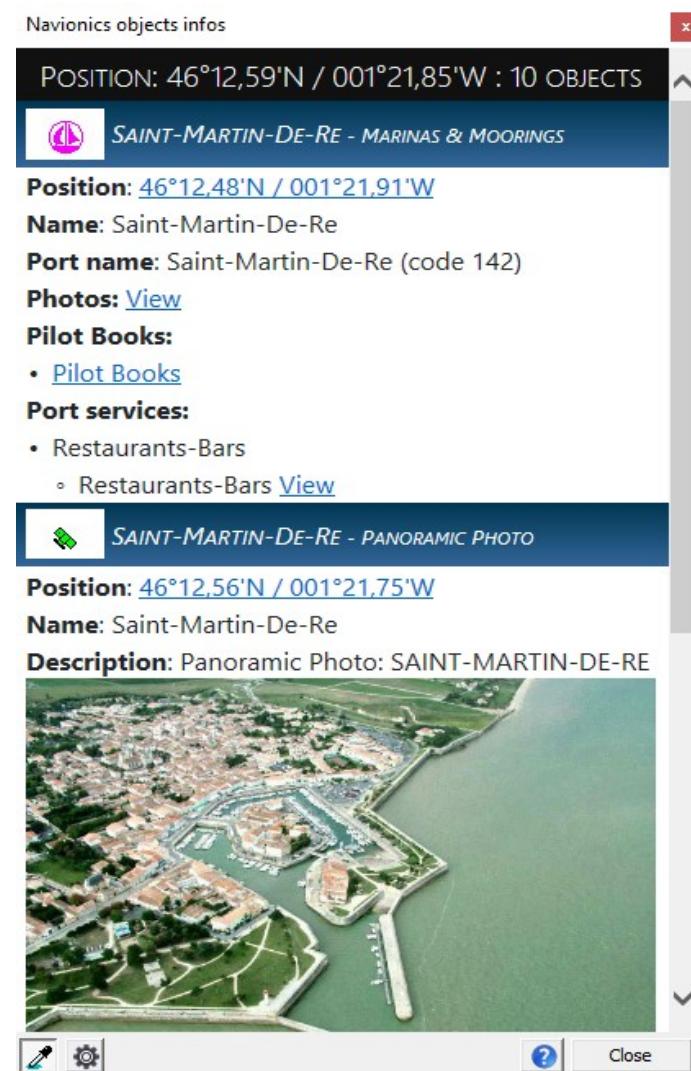 Navionics objects infos
x
POSITION: 46°12,59'N / 001°21,85'W : 10 OBJECTS
SAINT-MARTIN-DE-RE - MARINAS & MOORINGS
Position: 46°12,48'N / 001°21,91'W
Name: Saint-Martin-De-Re
Port name: Saint-Martin-De-Re (code 142)
Photos: View
Pilot Books:
• Pilot Books
Port services:
• Restaurants-Bars
◦ Restaurants-Bars View
SAINT-MARTIN-DE-RE - PANORAMIC PHOTO
Position: 46°12,56'N / 001°21,75'W
Name: Saint-Martin-De-Re
Description: Panoramic Photo: SAINT-MARTIN-DE-RE
? Close